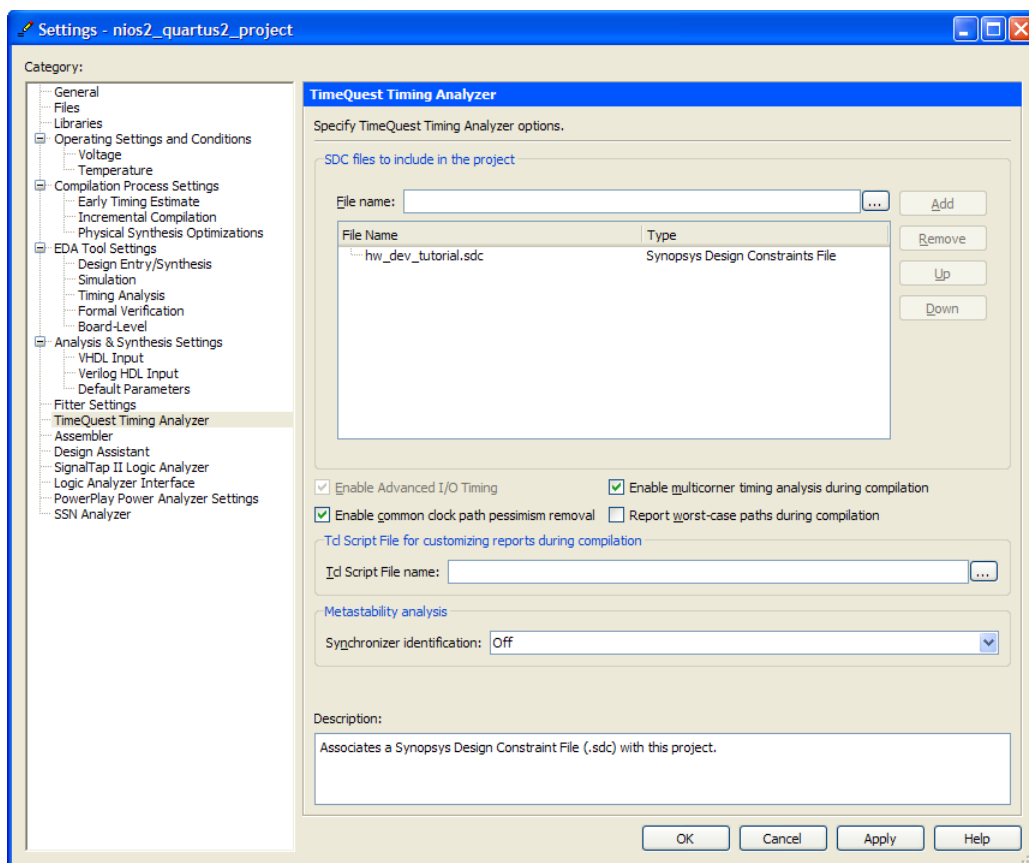 Settings - nios2_quartus2_project
Category:
General
Files
Libraries
Operating Settings and Conditions
Voltage
Temperature
Compilation Process Settings
Early Timing Estimate
Incremental Compilation
Physical Synthesis Optimizations
EDA Tool Settings
Design Entry/Synthesis
Simulation
Timing Analysis
Formal Verification
Board-Level
Analysis & Synthesis Settings
VHDL Input
Verilog HDL Input
Default Parameters
Fitter Settings
TimeQuest Timing Analyzer
Assembler
Design Assistant
SignalTap II Logic Analyzer
Logic Analyzer Interface
PowerPlay Power Analyzer Settings
SSN Analyzer
TimeQuest Timing Analyzer
Specify TimeQuest Timing Analyzer options.
SDC files to include in the project
File name: ... Add
File Name Type Remove
hw_dev_tutorial.sdc Synopsys Design Constraints File
Up
Down
Enable Advanced I/O Timing Enable multicorner timing analysis during compilation
Enable common clock path pessimism removal Report worst-case paths during compilation
Tcl Script File for customizing reports during compilation
Tcl Script File name: ...
Metastability analysis
Synchronizer identification: Off
Description:
Associates a Synopsys Design Constraint File (.sdc) with this project.
OK Cancel Apply Help